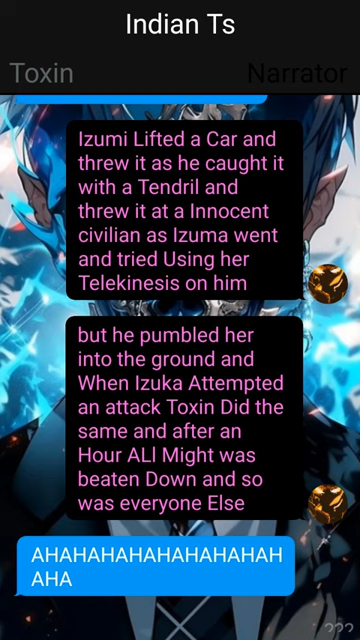 Indian Ts
Toxin
Narrator
Izumi Lifted a Car and
threw it as he caught it
with a Tendril and
threw it at a Innocent
civilian as Izuma went
and tried Using her
Telekinesis on him
but he pumbled her
into the ground and
When Izuka Attempted
an attack Toxin Did the
same and after an
Hour ALl Might was
beaten Down and so
was everyone Else
AHAHAHAHAHAHAHAHAH
AHA
???